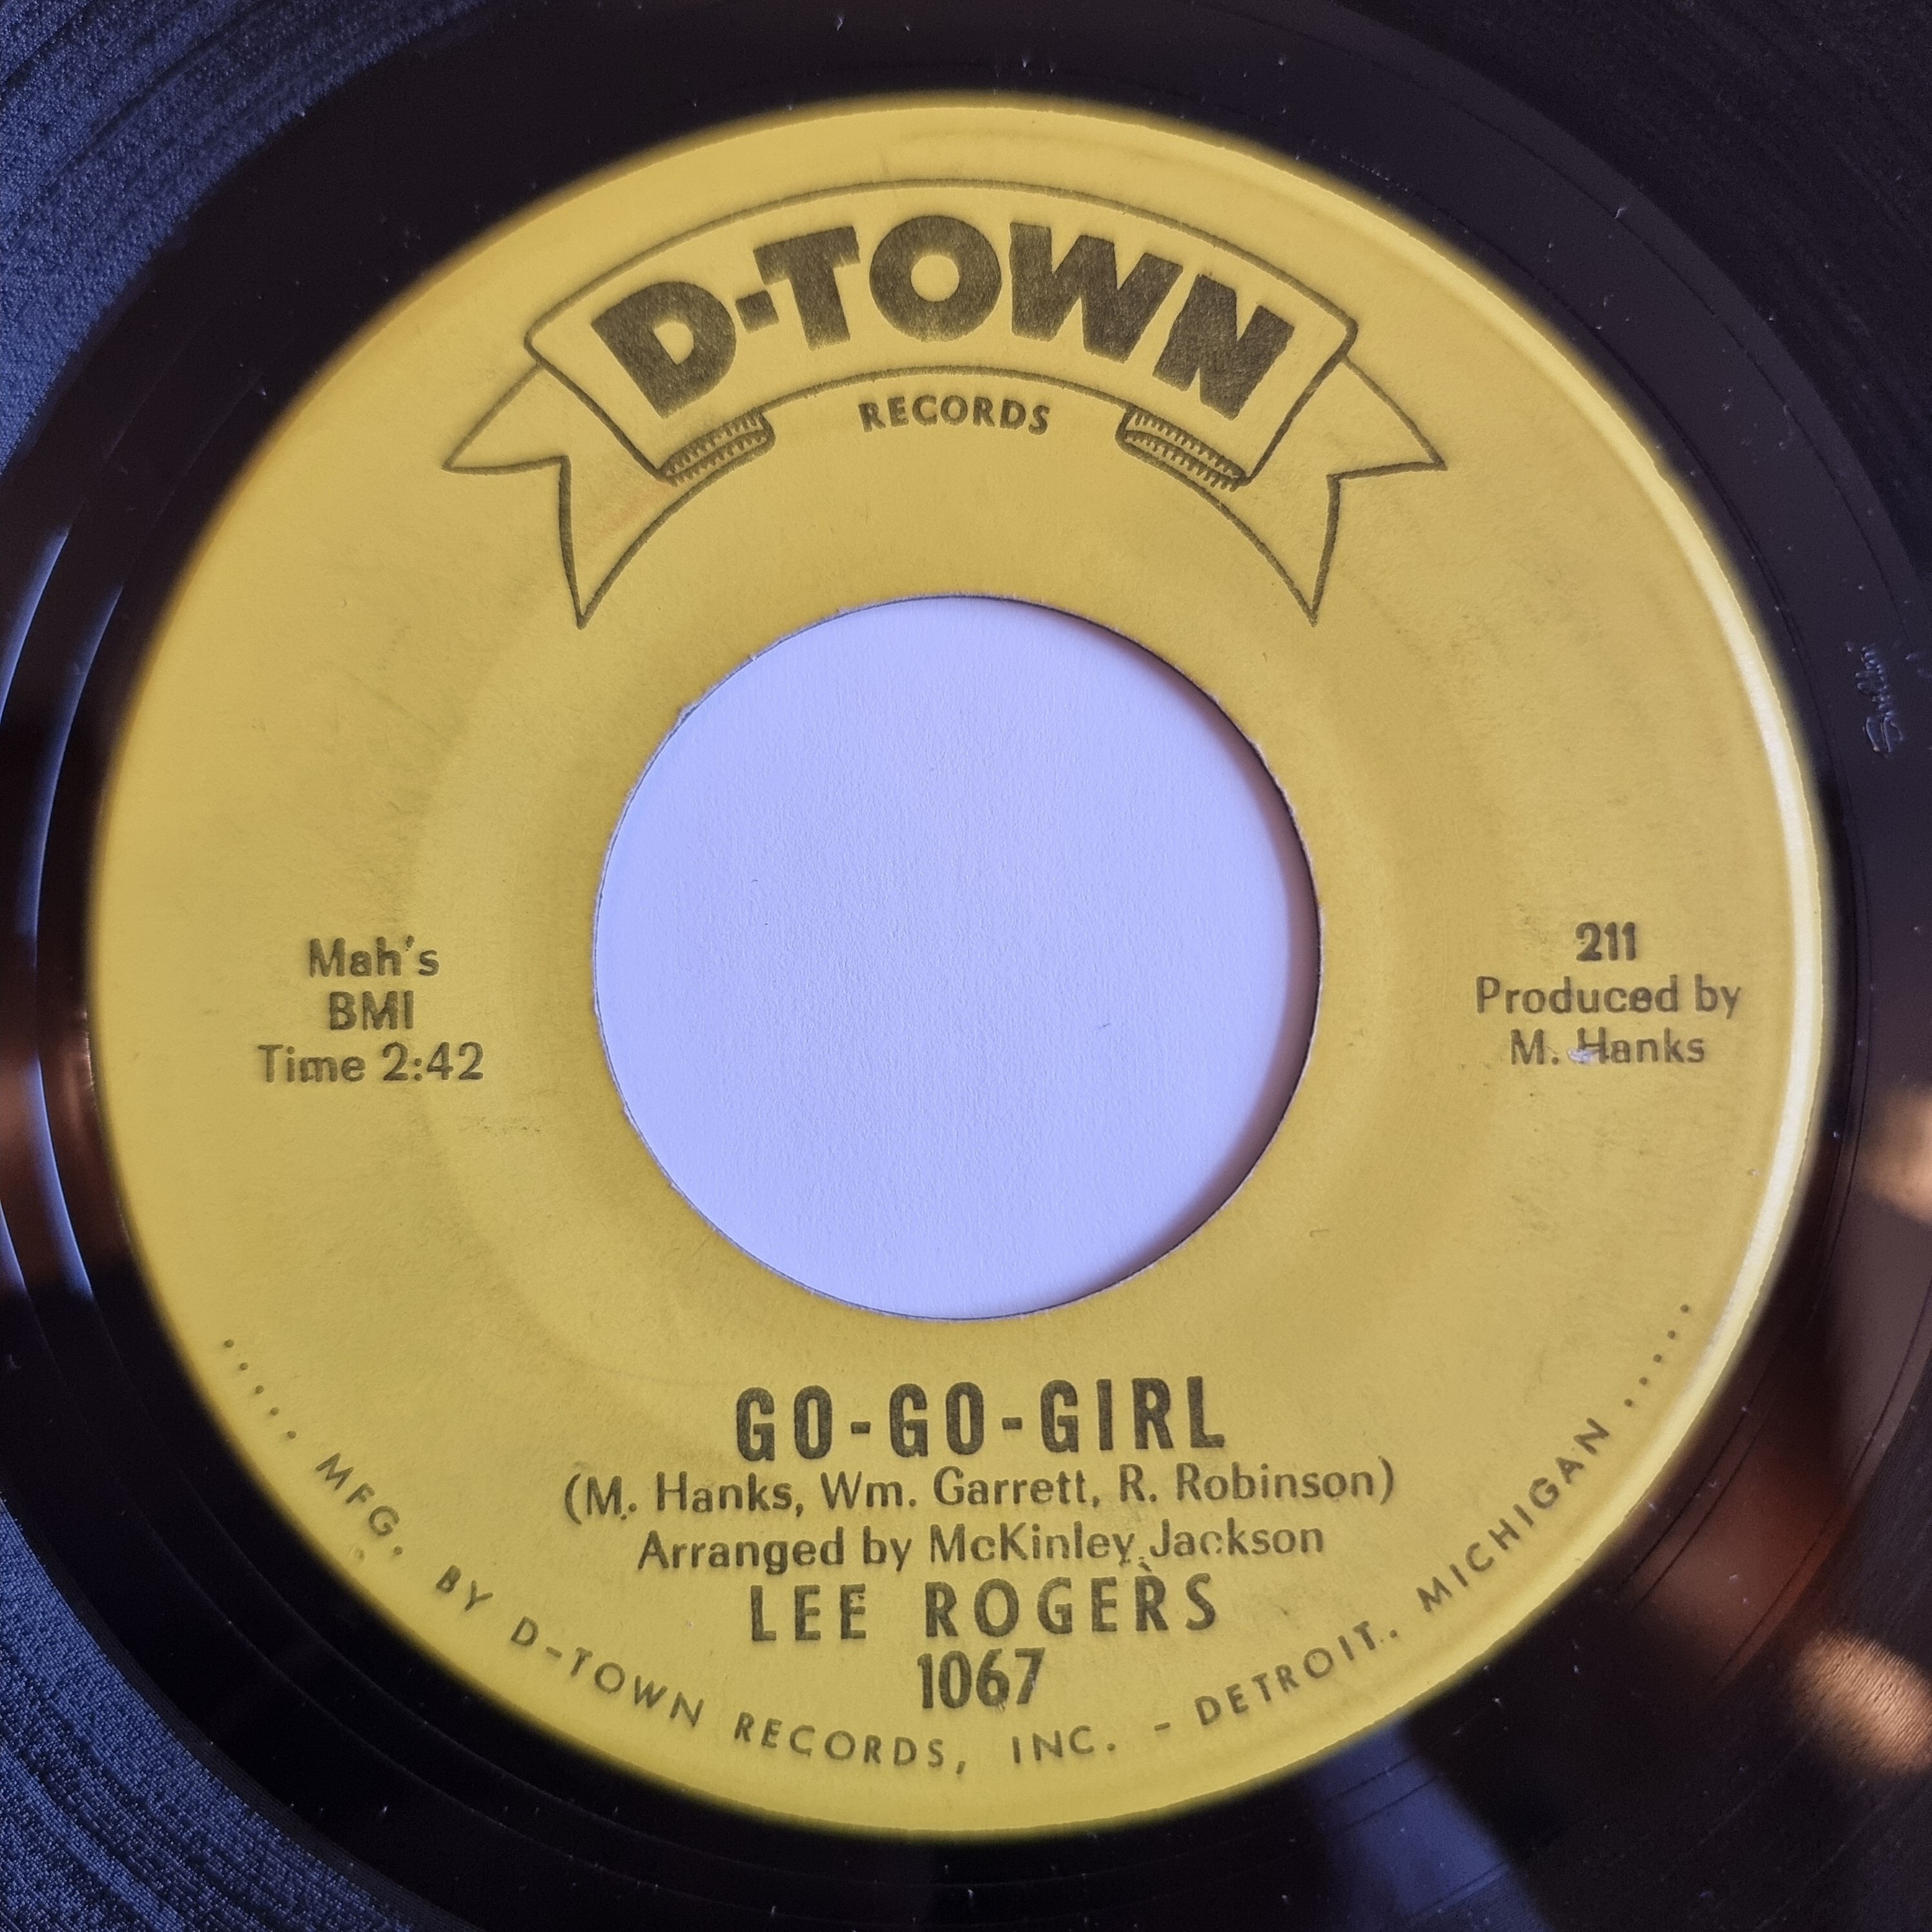 D-TOWN
RECORDS
Mah's
BMI
Time 2:42
211
Produced by
M. Hanks
GO-GO-GIRL
(M. Hanks, Wm. Garrett, R. Robinson)
Arranged by McKinley Jackson
LEE ROGERS
1067
..... MFG. BY D-TOWN RECORDS, INC. - DETROIT, MICHIGAN .....